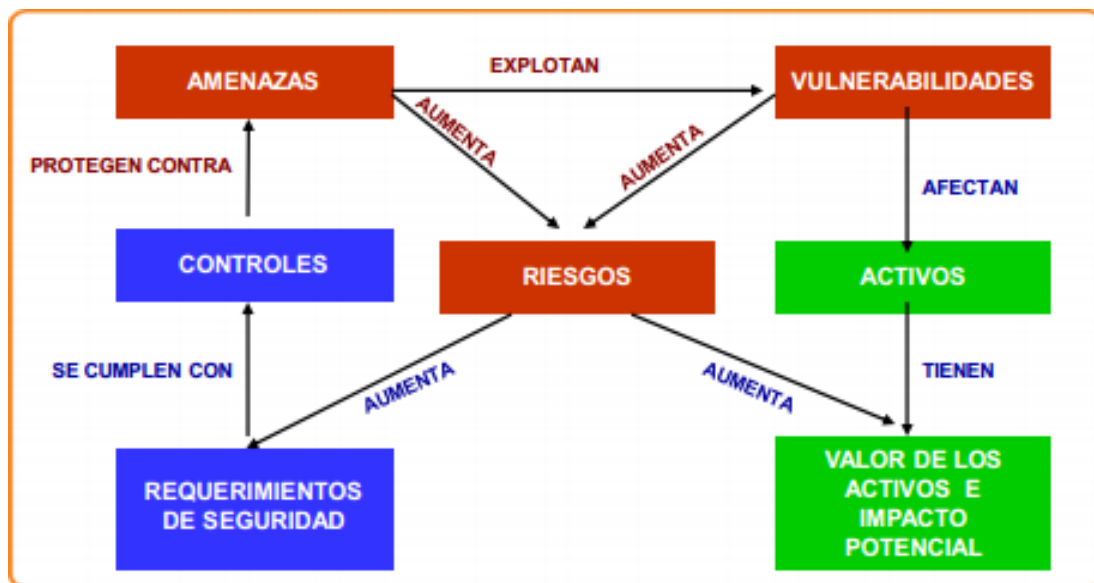 EXPLOTAN
AMENAZAS
VULNERABILIDADES
AUMENTA
AUMENTA
PROTEGEN CONTRA
AFECTAN
CONTROLES
RIESGOS
ACTIVOS
SE CUMPLEN CON
AUMENTA
AUMENTA
TIENEN
REQUERIMIENTOS
DE SEGURIDAD
VALOR DE LOS
ACTIVOS E
IMPACTO
POTENCIAL